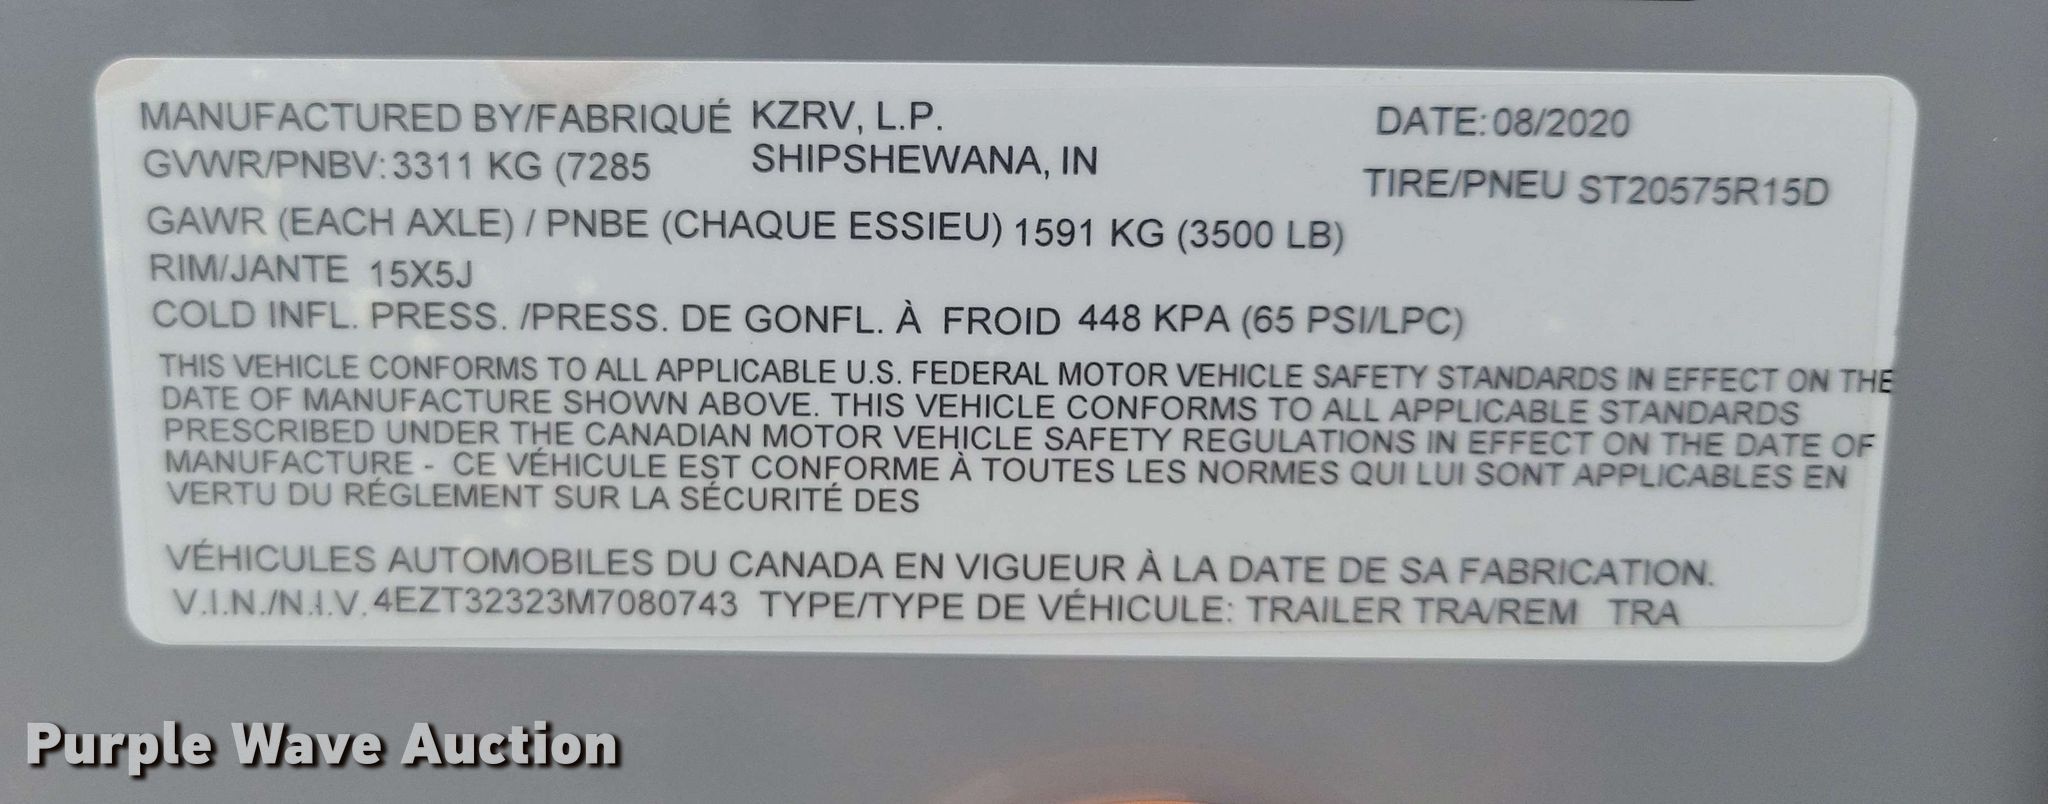 MANUFACTURED BY/FABRIQUÉ KZRV, L.P. DATE:08/2020
GVWR/PNBV:3311 KG (7285 SHIPSHEWANA, IN TIRE/PNEU ST20575R15D
GAWR (EACH AXLE) / PNBE (CHAQUE ESSIEU) 1591 KG (3500 LB)
RIM/JANTE 15X5J
COLD INFL. PRESS. /PRESS. DE GONFL. À FROID 448 KPA (65 PSI/LPC)
THIS VEHICLE CONFORMS TO ALL APPLICABLE U.S. FEDERAL MOTOR VEHICLE SAFETY STANDARDS IN EFFECT ON THE
DATE OF MANUFACTURE SHOWN ABOVE. THIS VEHICLE CONFORMS TO ALL APPLICABLE STANDARDS
PRESCRIBED UNDER THE CANADIAN MOTOR VEHICLE SAFETY REGULATIONS IN EFFECT ON THE DATE OF
MANUFACTURE - CE VÉHICULE EST CONFORME À TOUTES LES NORMES QUI LUI SONT APPLICABLES EN
VERTU DU RÉGLEMENT SUR LA SÉCURITÉ DES
VÉHICULES AUTOMOBILES DU CANADA EN VIGUEUR À LA DATE DE SA FABRICATION.
V.I.N./N.I.V. 4EZT32323M7080743 TYPE/TYPE DE VÉHICULE: TRAILER TRA/REM TRA
Purple Wave Auction